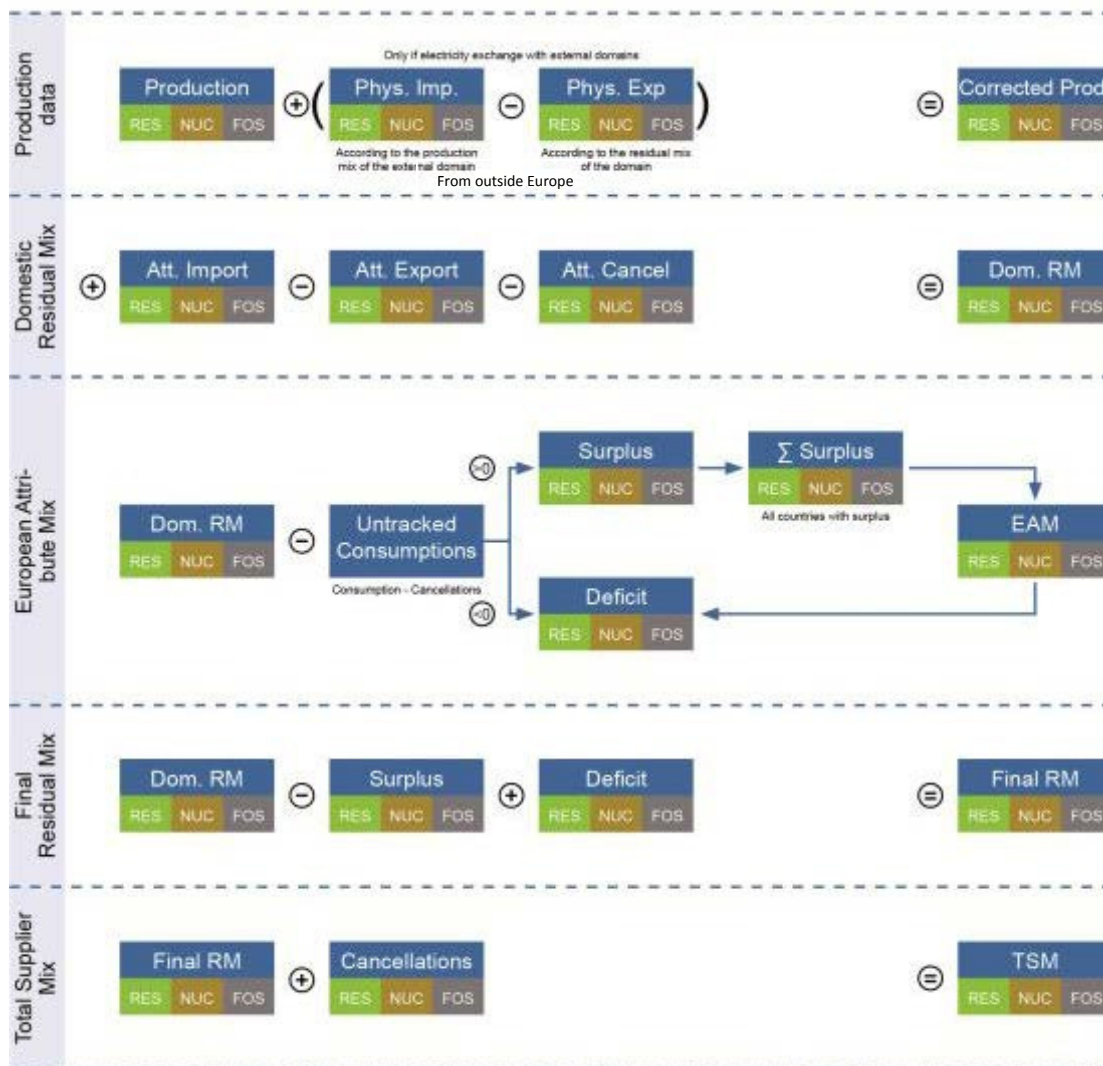 Production
data
Only if electricity exchange with external domains
Production
RES NUC FOS
+
(
Phys. Imp.
RES NUC FOS
According to the production
mix of the external domain
−
Phys. Exp
RES NUC FOS
According to the residual mix
of the domain
)
From outside Europe
=
Corrected Prod
RES NUC FOS
Domestic
Residual Mix
+
Att. Import
RES NUC FOS
−
Att. Export
RES NUC FOS
−
Att. Cancel
RES NUC FOS
=
Dom. RM
RES NUC FOS
European Attri-
bute Mix
Dom. RM
RES NUC FOS
−
Untracked
Consumptions
Consumption - Cancellations
>0
Surplus
RES NUC FOS
∑ Surplus
RES NUC FOS
All countries with surplus
EAM
RES NUC FOS
<0
Deficit
RES NUC FOS
Final
Residual Mix
Dom. RM
RES NUC FOS
−
Surplus
RES NUC FOS
+
Deficit
RES NUC FOS
=
Final RM
RES NUC FOS
Total Supplier
Mix
Final RM
RES NUC FOS
+
Cancellations
RES NUC FOS
=
TSM
RES NUC FOS